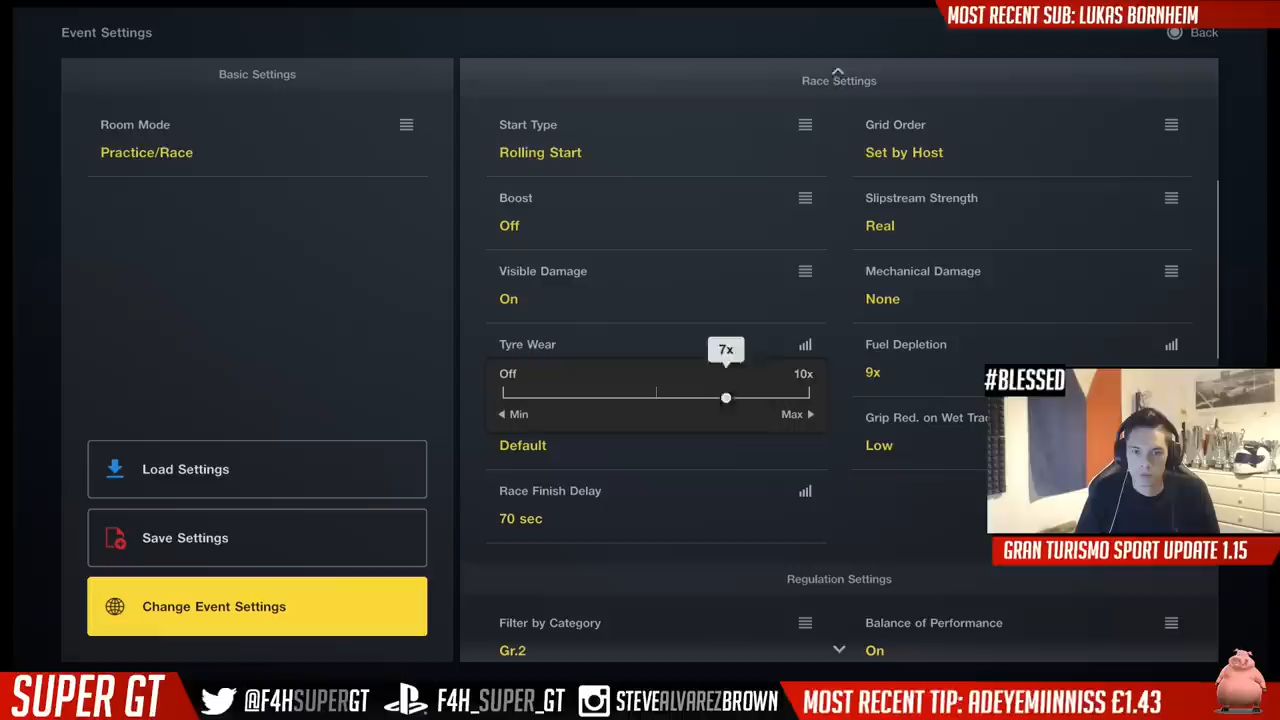 MOST RECENT SUB: LUKAS BORNHEIM
Event Settings
Back
Basic Settings
Race Settings
Room Mode
Practice/Race
Start Type
Rolling Start
Grid Order
Set by Host
Boost
Off
Slipstream Strength
Real
Visible Damage
On
Mechanical Damage
None
Tyre Wear
7x
Fuel Depletion
9x
Off
10x
Min
Max
Default
Grip Red. on Wet Trac
Low
Race Finish Delay
70 sec
Load Settings
Save Settings
Change Event Settings
Regulation Settings
Filter by Category
Gr.2
Balance of Performance
On
#BLESSED
GRAN TURISMO SPORT UPDATE 1.15
SUPER GT
@F4HSUPERGT
F4H_SUPER_GT
STEVEALVAREZBROWN
MOST RECENT TIP: ADEYEMIINNISS £1.43